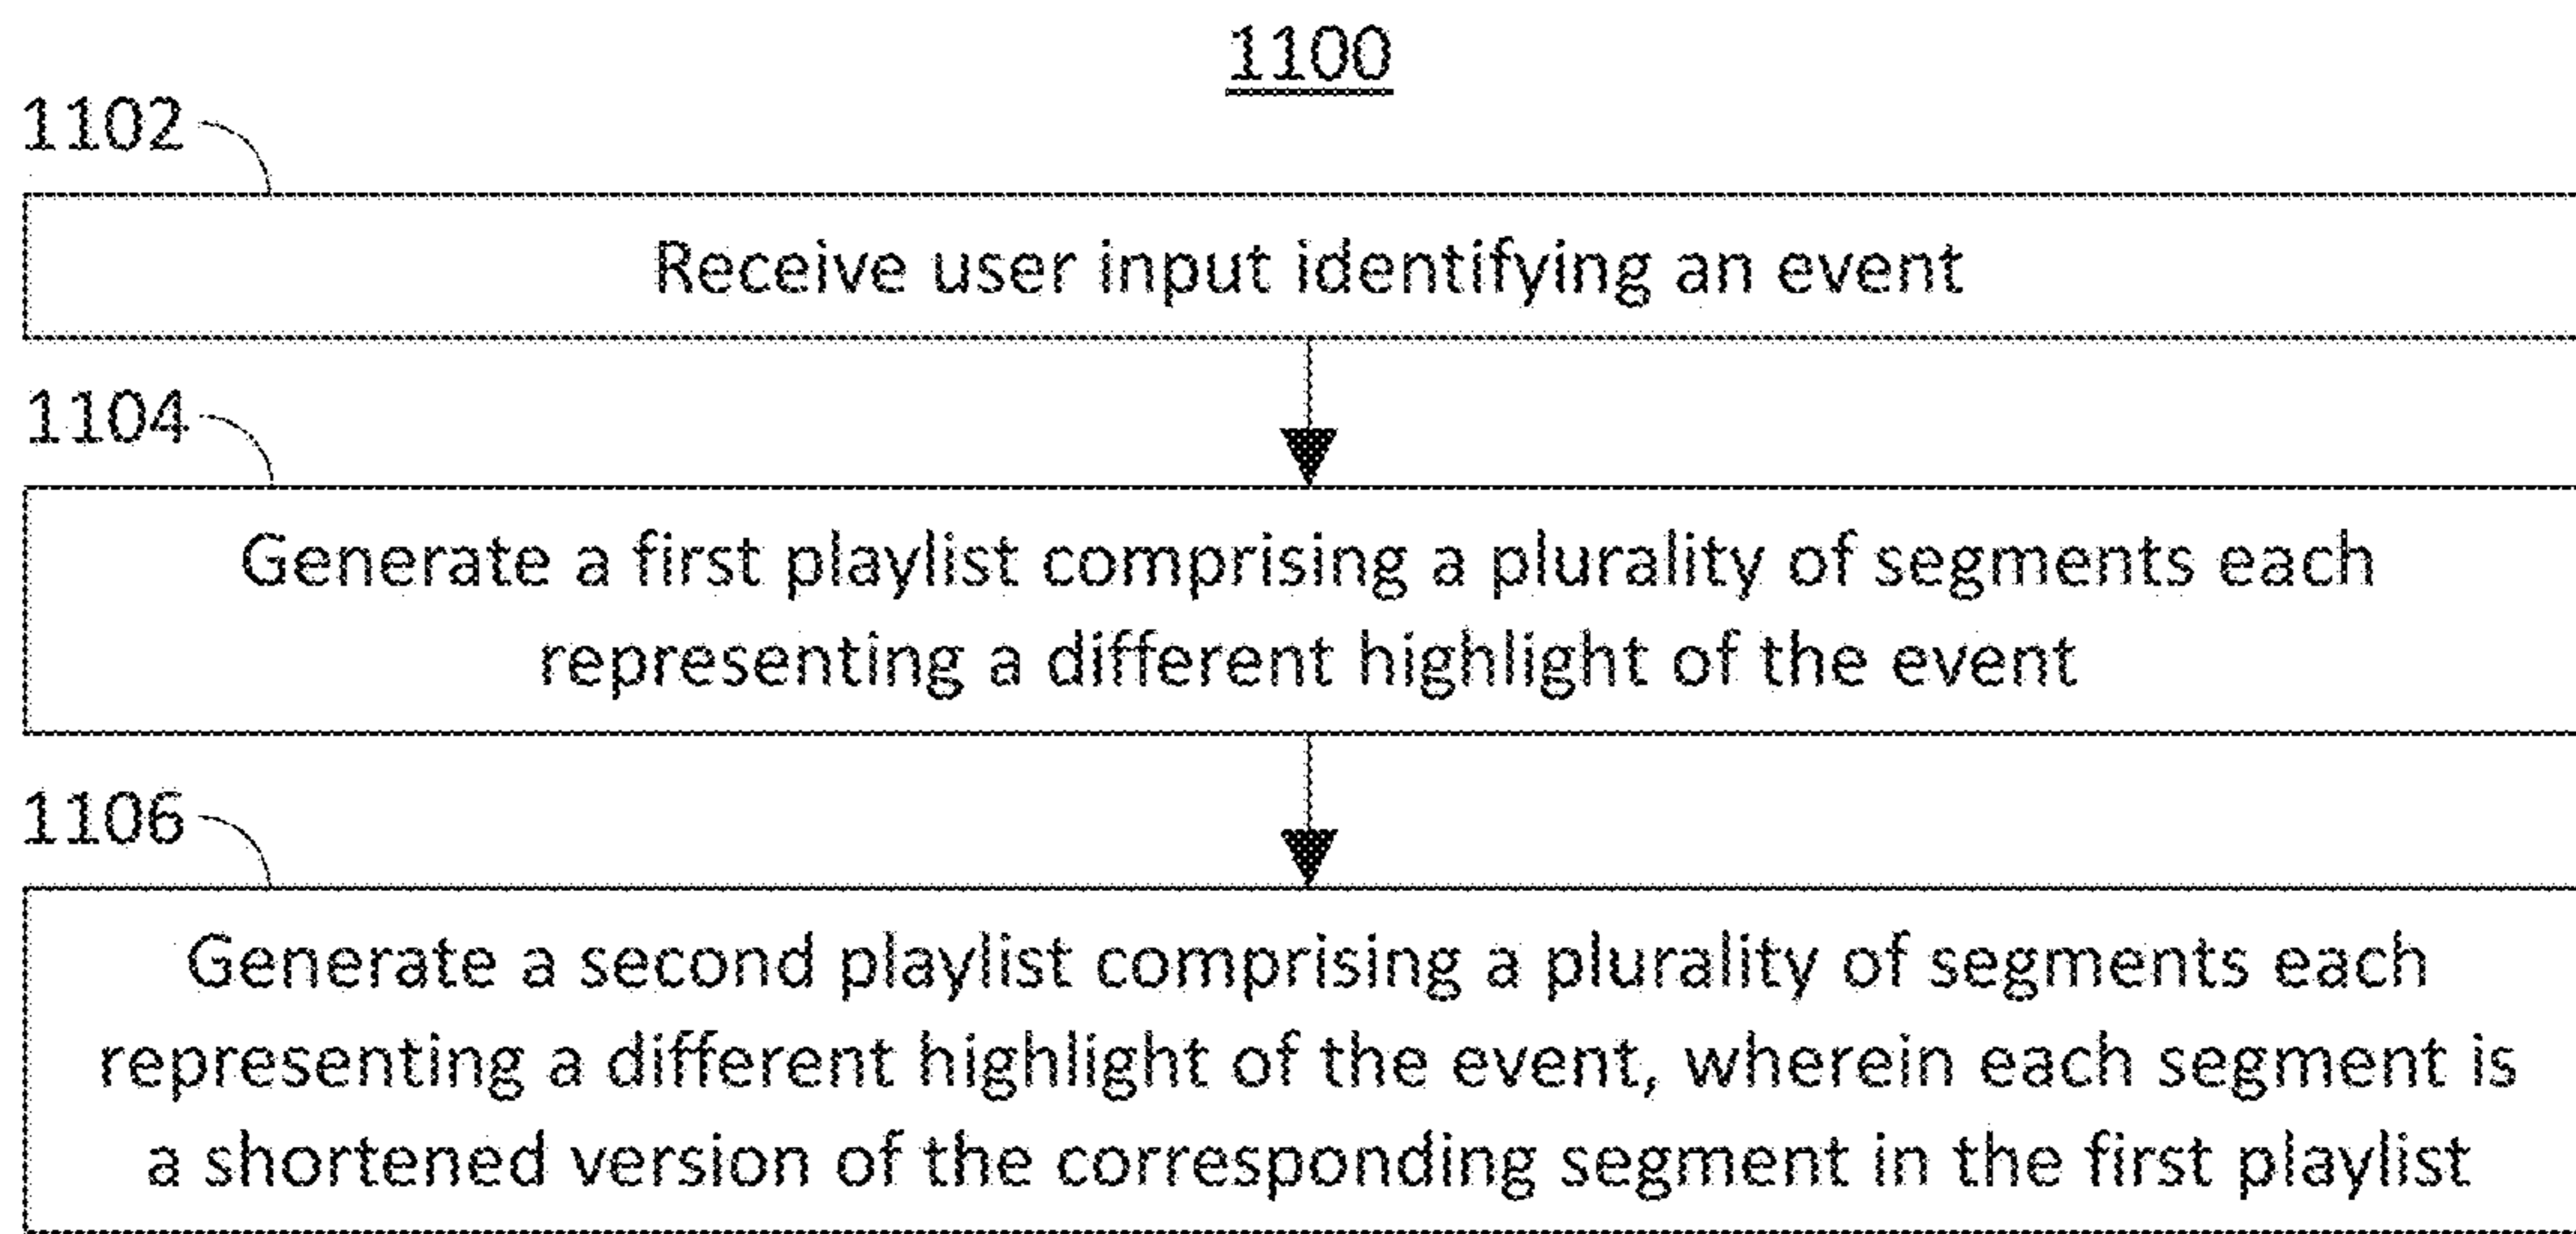 1100
1102
Receive user input identifying an event
1104
Generate a first playlist comprising a plurality of segments each
representing a different highlight of the event
1106
Generate a second playlist comprising a plurality of segments each
representing a different highlight of the event, wherein each segment is
a shortened version of the corresponding segment in the first playlist